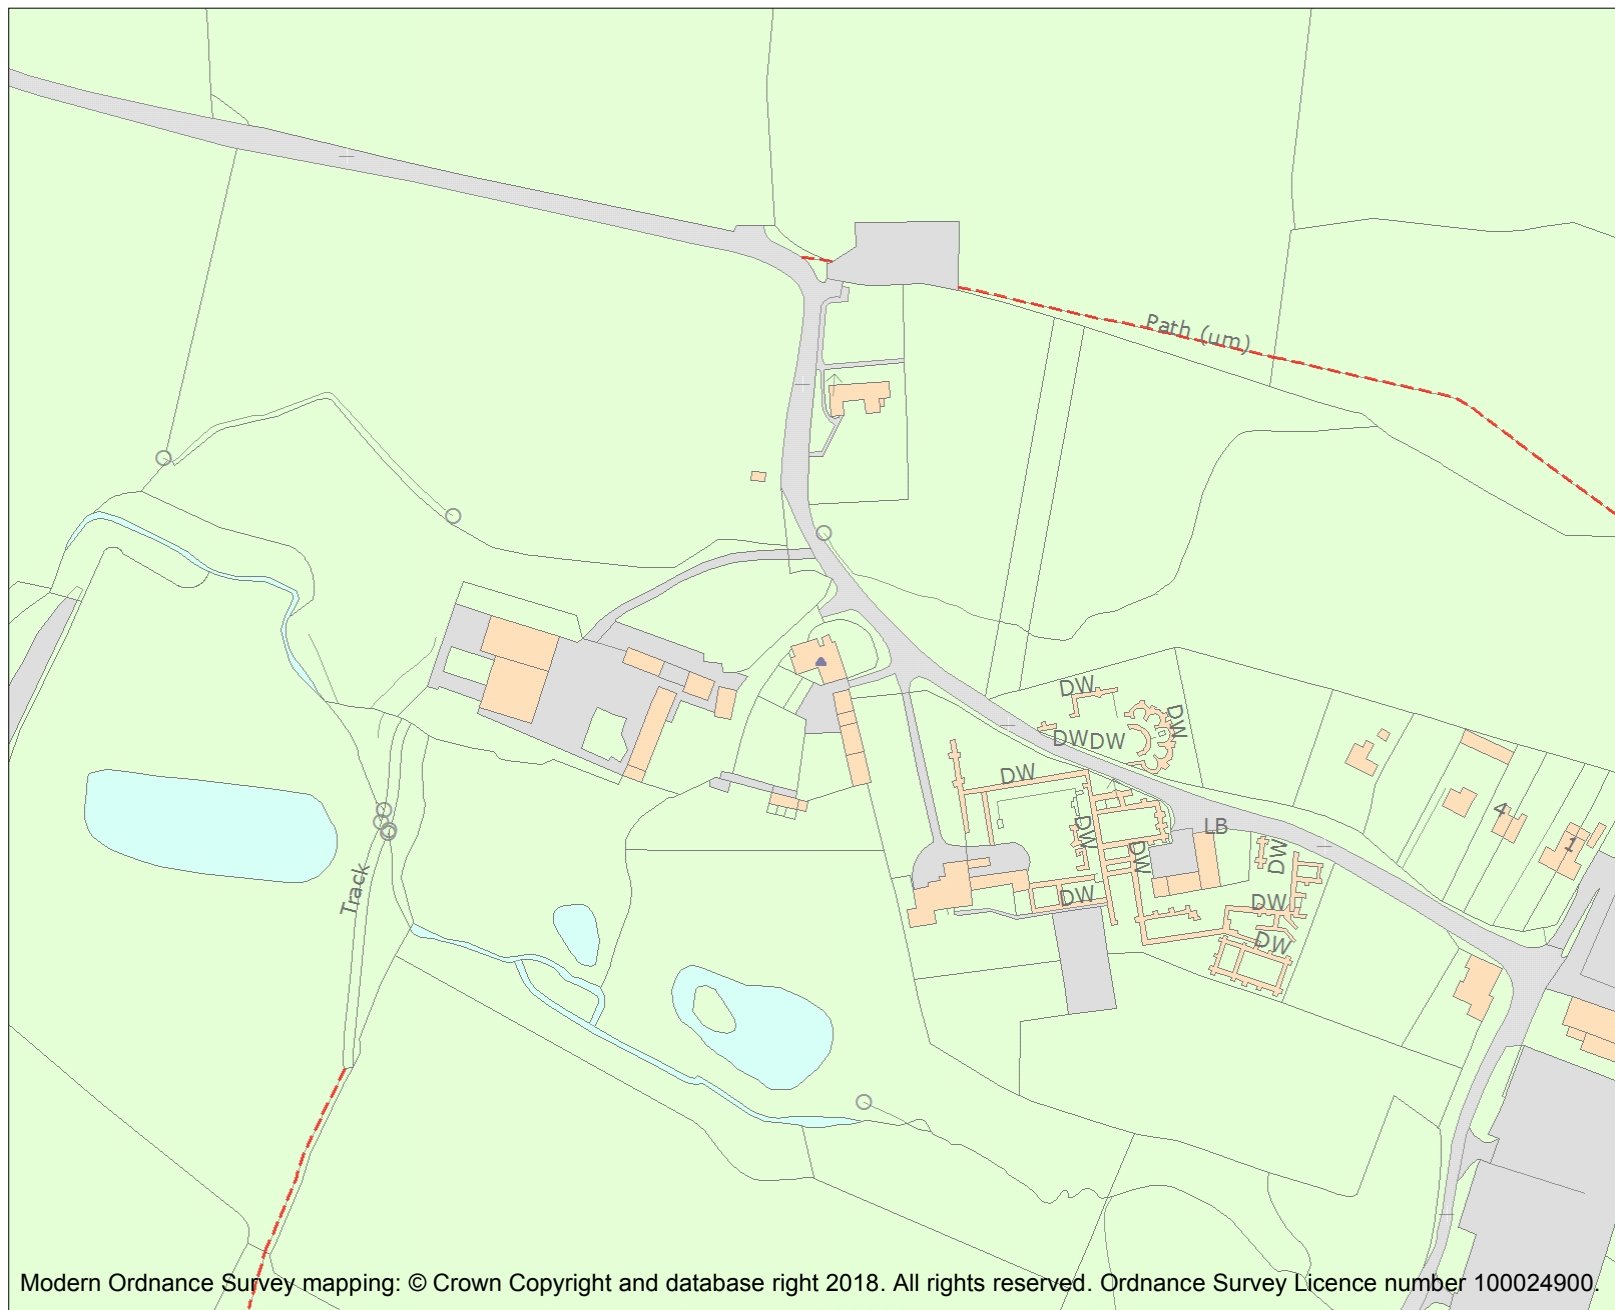 Path (um)
DW
DW
DWDW
DW
DW
LB
4
1
DW
DW
Track
DW
DW
DW
Modern Ordnance Survey mapping: © Crown Copyright and database right 2018. All rights reserved. Ordnance Survey Licence number 100024900.